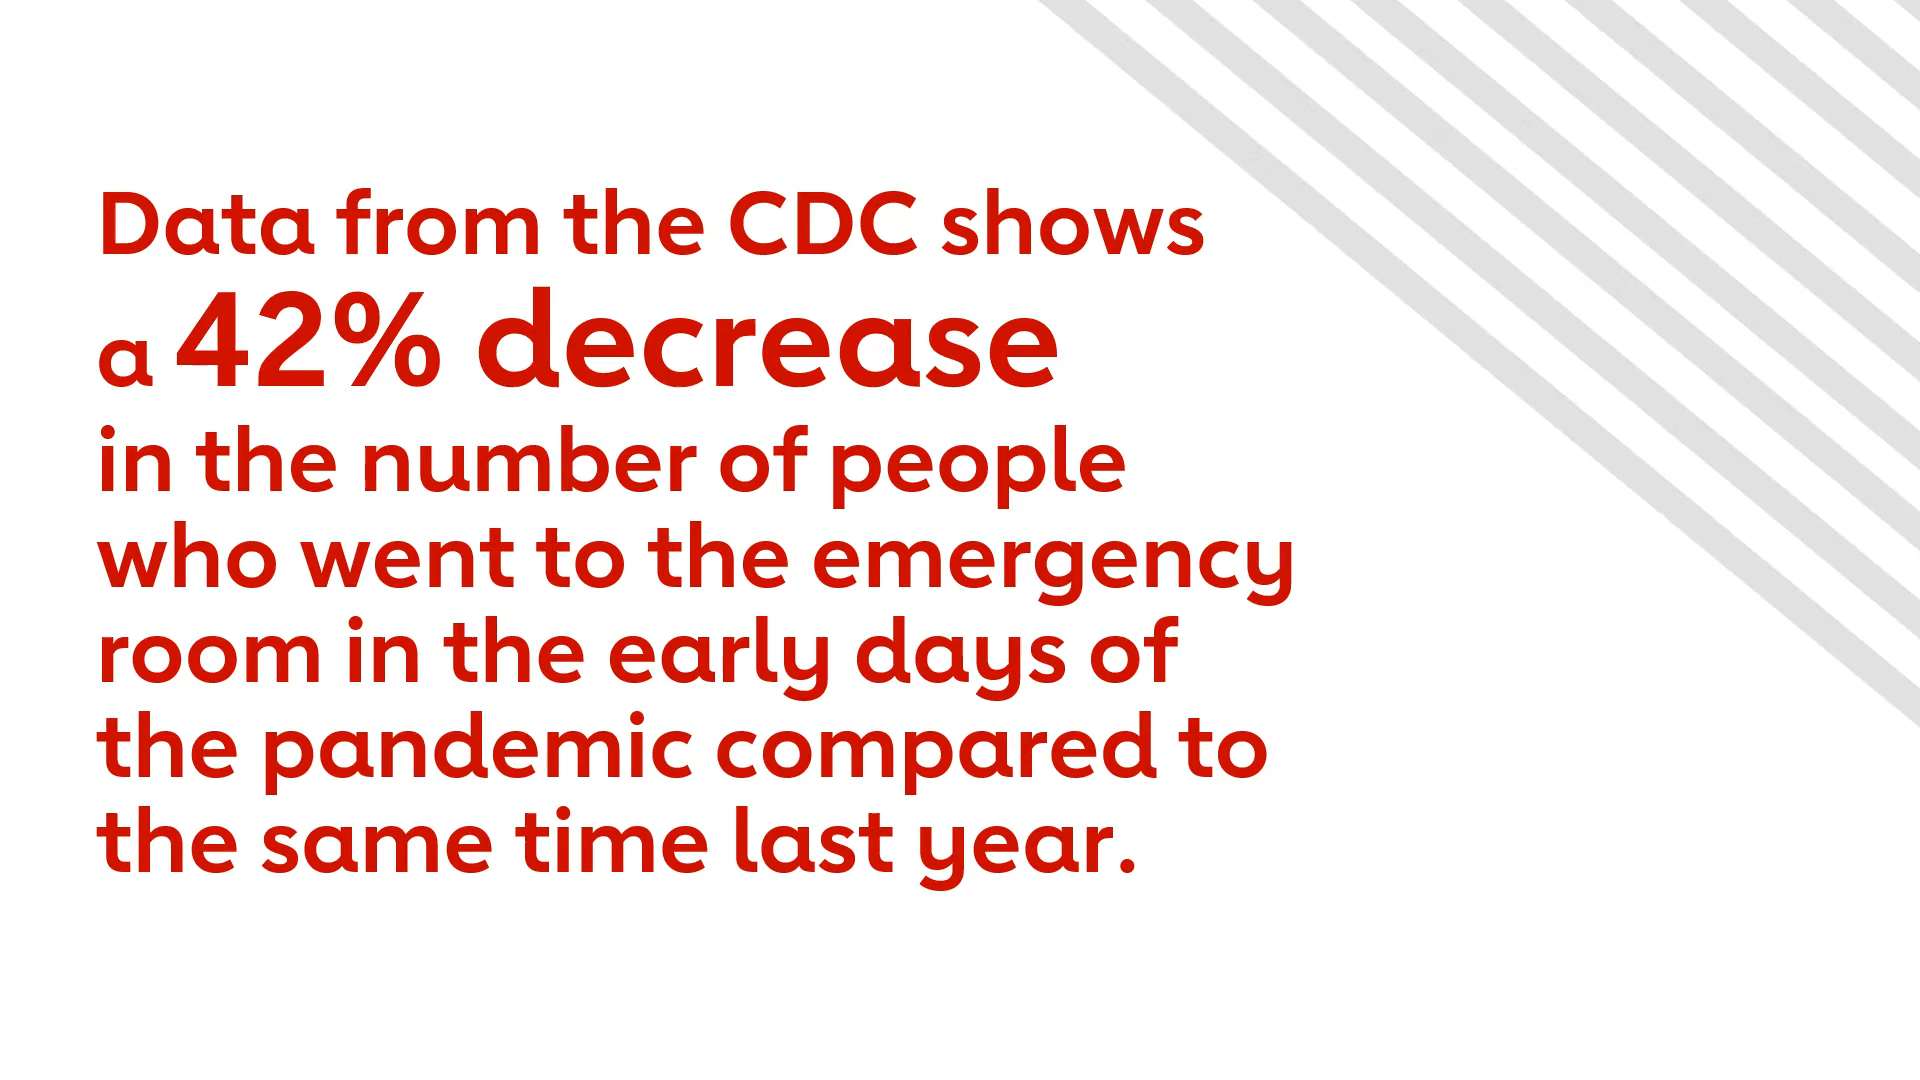 Data from the CDC shows
a 42% decrease
in the number of people
who went to the emergency
room in the early days of
the pandemic compared to
the same time last year.